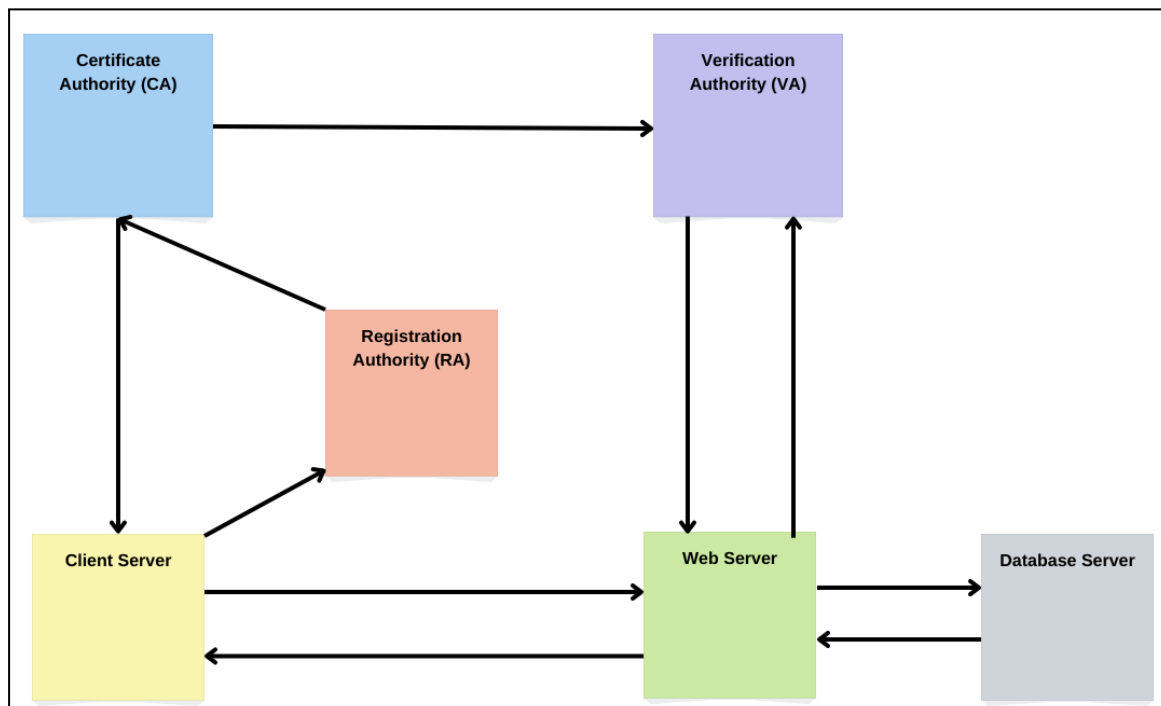 Certificate
Authority (CA)
Verification
Authority (VA)
Registration
Authority (RA)
Client Server
Web Server
Database Server